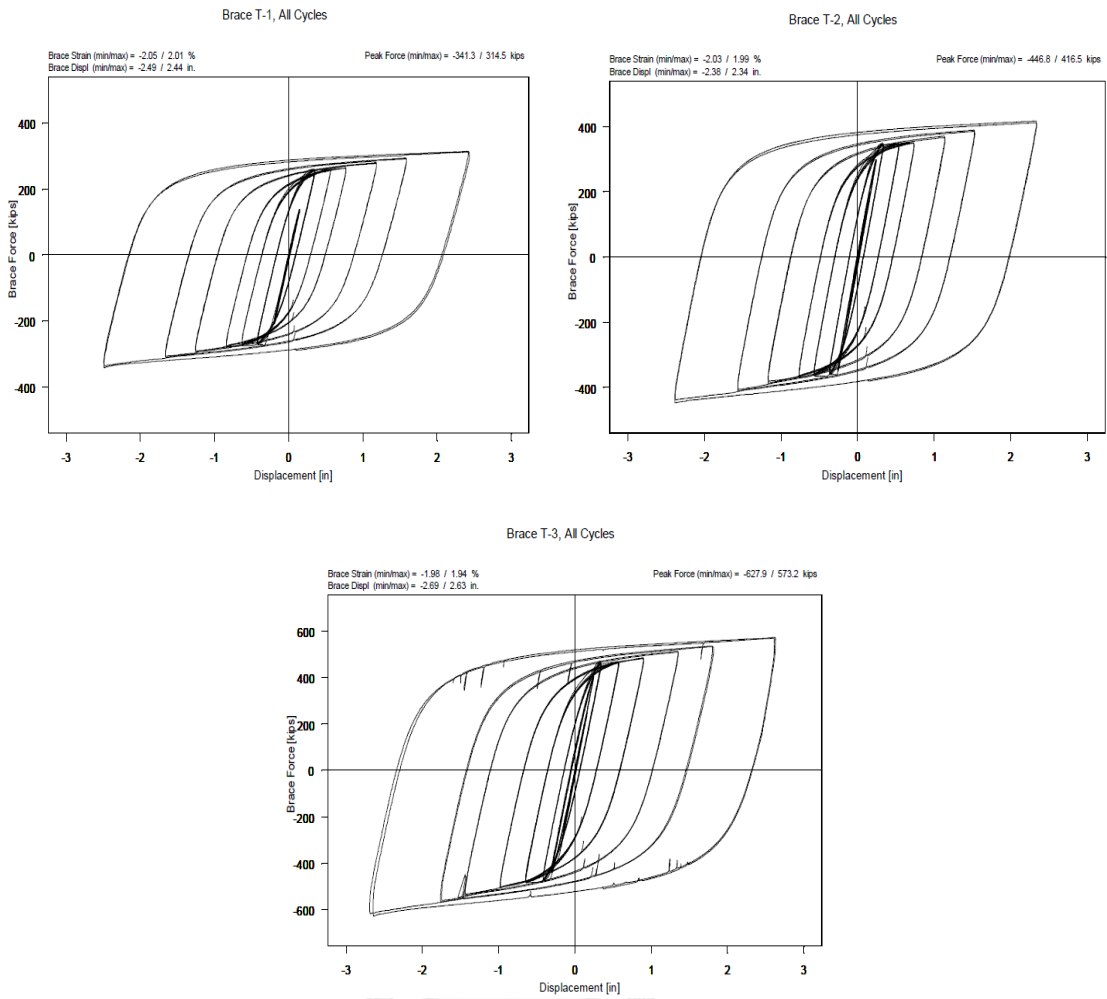 Brace T-1, All Cycles
Brace Strain (min/max) = -2.05 / 2.01 %
Peak Force (min/max) = -341.3 / 314.5 kips
Brace Displ (min/max) = -2.49 / 2.44 in.
400
200
0
-200
-400
Brace Force [kips]
-3 -2 -1 0 1 2 3
Displacement [in]
Brace T-2, All Cycles
Brace Strain (min/max) = -2.03 / 1.99 %
Peak Force (min/max) = -446.8 / 416.5 kips
Brace Displ (min/max) = -2.38 / 2.34 in.
400
200
0
-200
-400
Brace Force [kips]
-3 -2 -1 0 1 2 3
Displacement [in]
Brace T-3, All Cycles
Brace Strain (min/max) = -1.98 / 1.94 %
Peak Force (min/max) = -627.9 / 573.2 kips
Brace Displ (min/max) = -2.69 / 2.63 in.
600
400
200
0
-200
-400
-600
Brace Force [kips]
-3 -2 -1 0 1 2 3
Displacement [in]